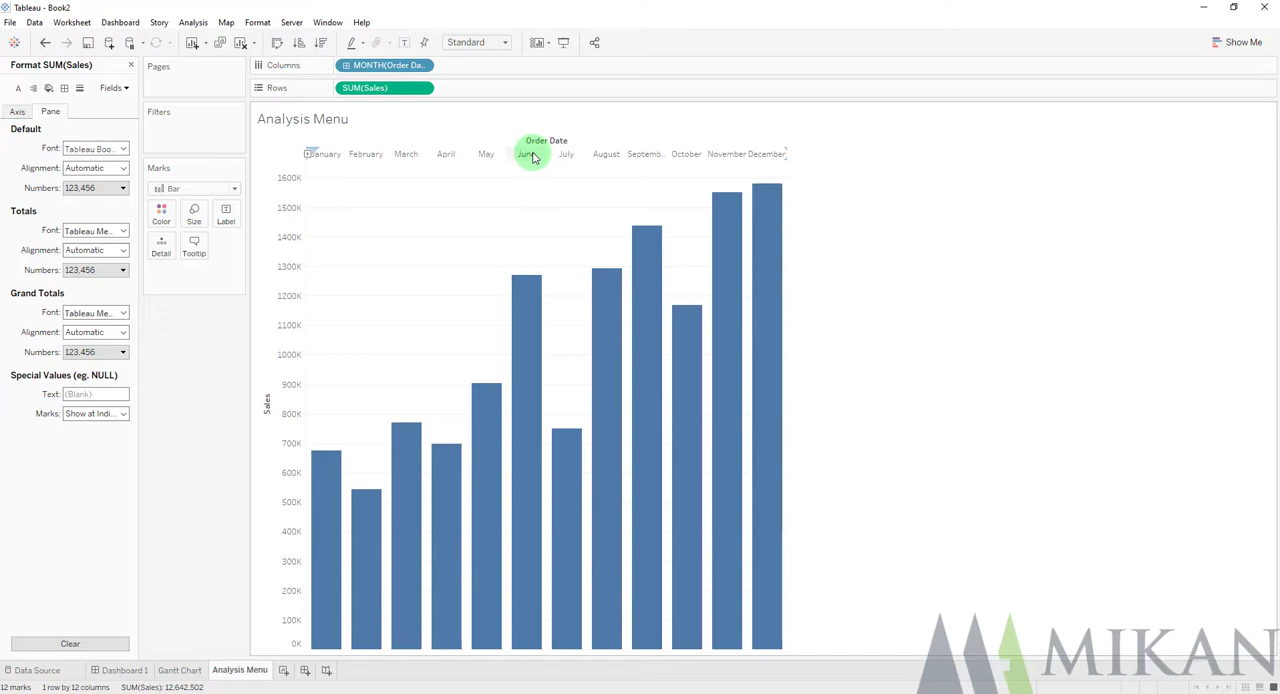 Tableau - Book2
File Data Worksheet Dashboard Story Analysis Map Format Server Window Help
Standard
Show Me
Format SUM(Sales)
Fields
Axis Pane
Default
Font: Tableau Boo...
Alignment: Automatic
Numbers: 123,456
Totals
Font: Tableau Me...
Alignment: Automatic
Numbers: 123,456
Grand Totals
Font: Tableau Me...
Alignment: Automatic
Numbers: 123,456
Special Values (eg. NULL)
Text: (Blank)
Marks: Show at Indi...
Clear
Pages
Filters
Marks
Bar
Color Size Label
Detail Tooltip
Columns MONTH(Order Da..
Rows SUM(Sales)
Analysis Menu
Order Date
January February March April May June July August Septemb.. October November December
1600K
1500K
1400K
1300K
1200K
1100K
1000K
900K
800K
700K
600K
500K
400K
300K
200K
100K
0K
Sales
MIKAN
Data Source Dashboard 1 Gantt Chart Analysis Menu
12 marks 1 row by 12 columns SUM(Sales): 12,642,502